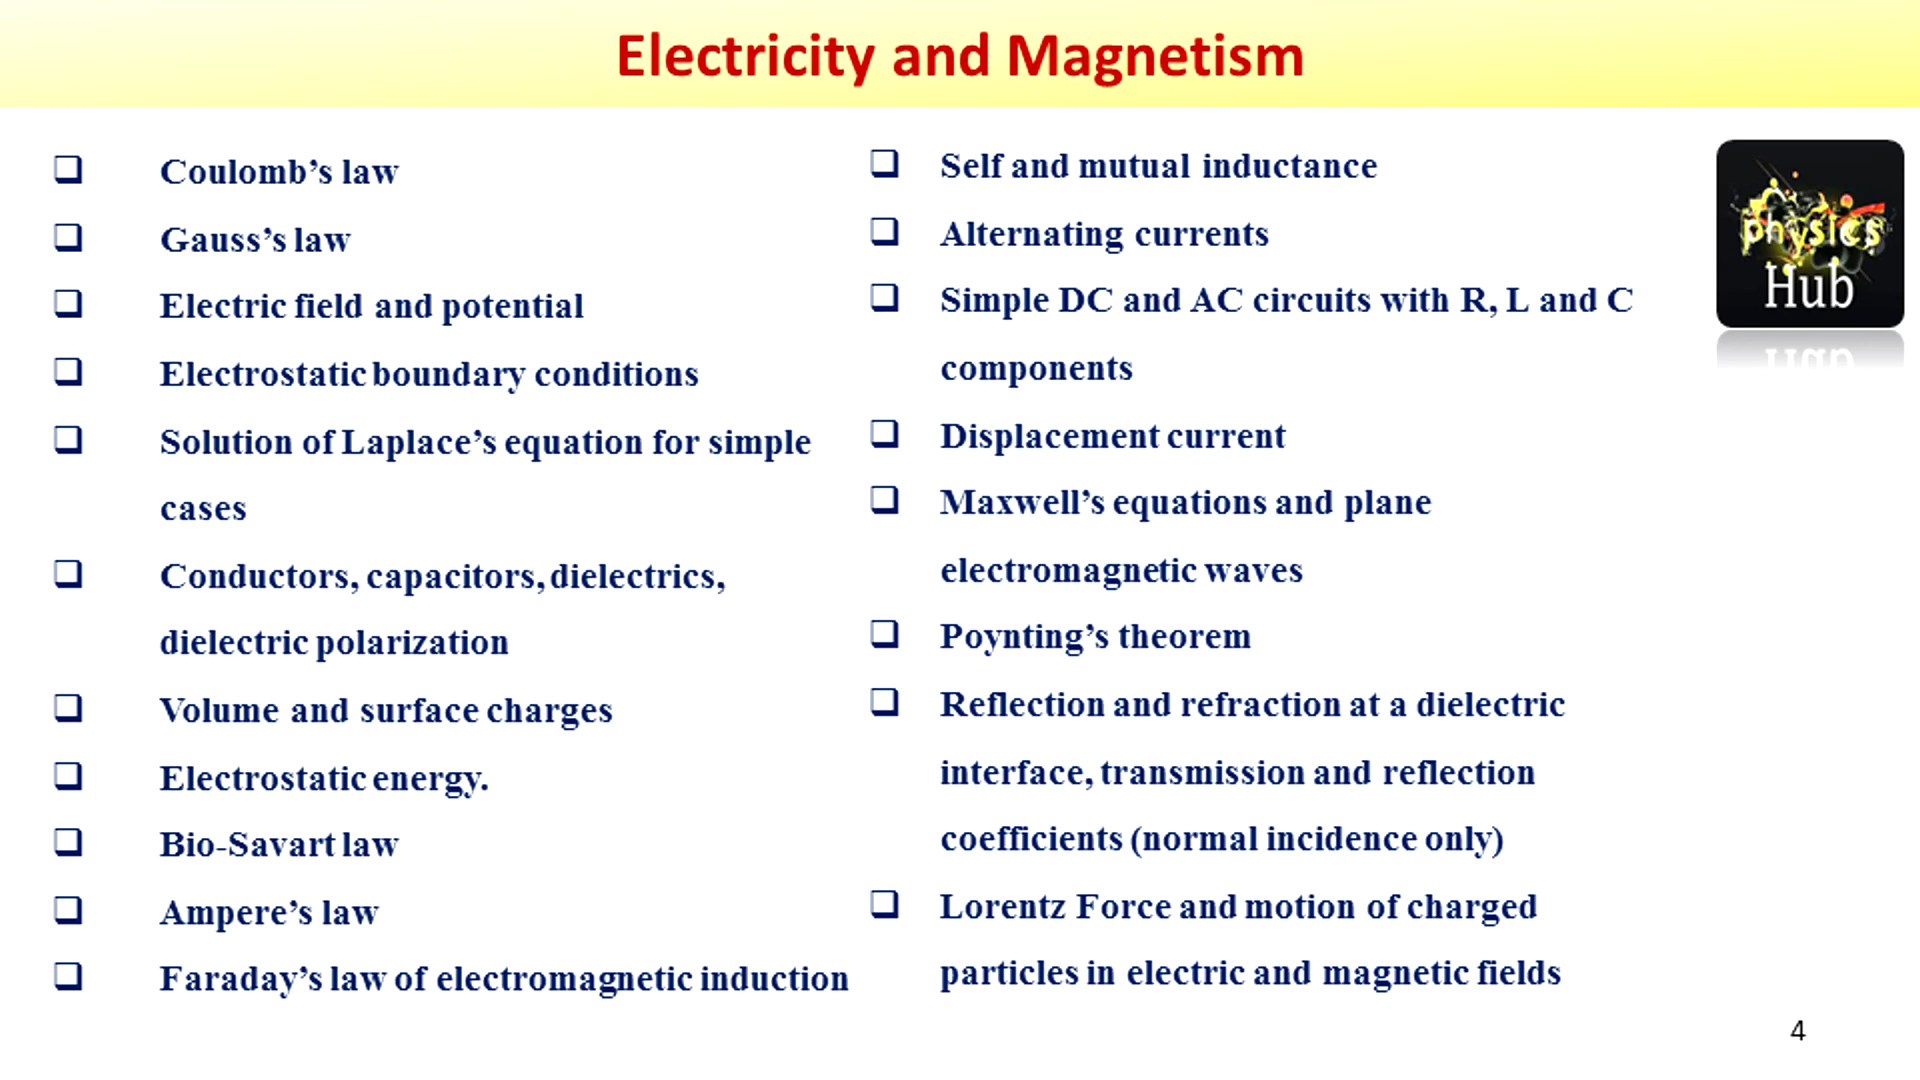 Electricity and Magnetism
❑ Coulomb’s law
❑ Gauss’s law
❑ Electric field and potential
❑ Electrostatic boundary conditions
❑ Solution of Laplace’s equation for simple
cases
❑ Conductors, capacitors, dielectrics,
dielectric polarization
❑ Volume and surface charges
❑ Electrostatic energy.
❑ Bio-Savart law
❑ Ampere’s law
❑ Faraday’s law of electromagnetic induction
❑ Self and mutual inductance
❑ Alternating currents
❑ Simple DC and AC circuits with R, L and C
components
❑ Displacement current
❑ Maxwell’s equations and plane
electromagnetic waves
❑ Poynting’s theorem
❑ Reflection and refraction at a dielectric
interface, transmission and reflection
coefficients (normal incidence only)
❑ Lorentz Force and motion of charged
particles in electric and magnetic fields
physics
Hub
4